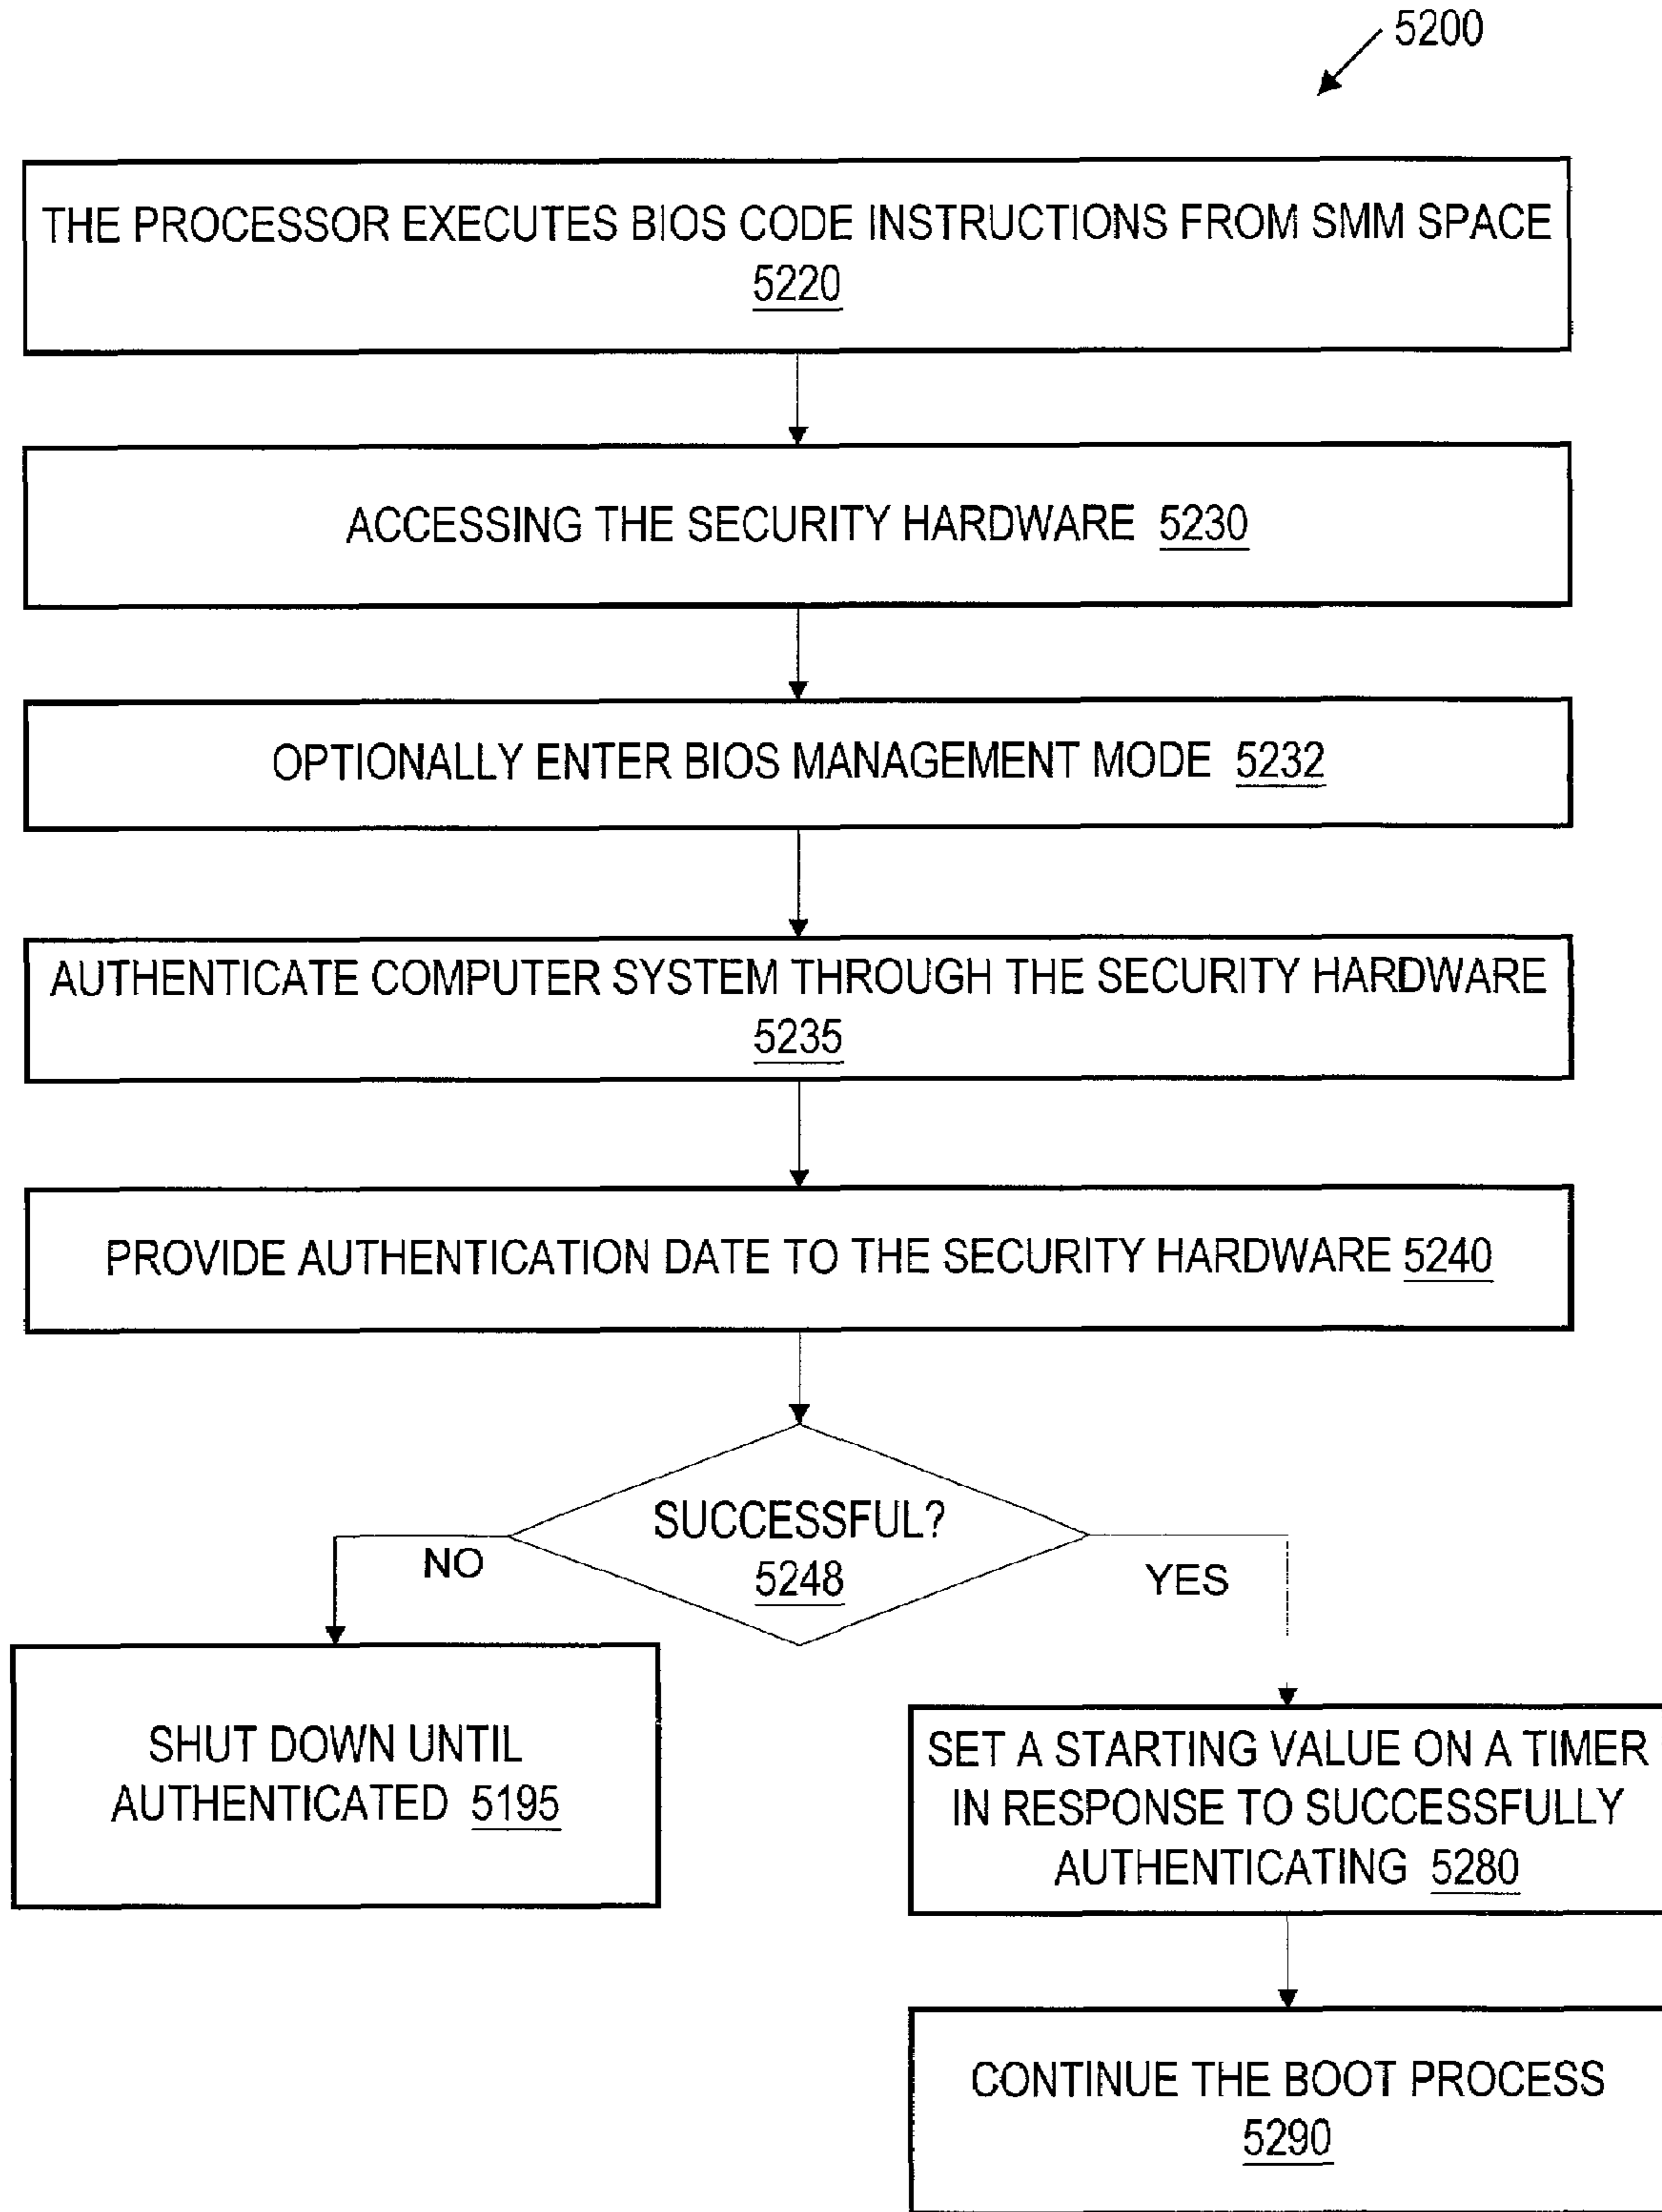 5200
THE PROCESSOR EXECUTES BIOS CODE INSTRUCTIONS FROM SMM SPACE
5220
ACCESSING THE SECURITY HARDWARE 5230
OPTIONALLY ENTER BIOS MANAGEMENT MODE 5232
AUTHENTICATE COMPUTER SYSTEM THROUGH THE SECURITY HARDWARE
5235
PROVIDE AUTHENTICATION DATE TO THE SECURITY HARDWARE 5240
SUCCESSFUL?
5248
NO
YES
SHUT DOWN UNTIL
AUTHENTICATED 5195
SET A STARTING VALUE ON A TIMER
IN RESPONSE TO SUCCESSFULLY
AUTHENTICATING 5280
CONTINUE THE BOOT PROCESS
5290